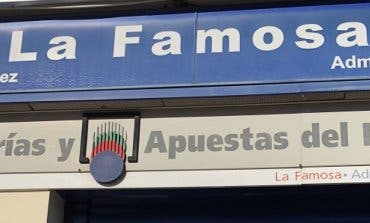 La Famosa
ez Adm
rías y Apuestas del
La Famosa • Ad